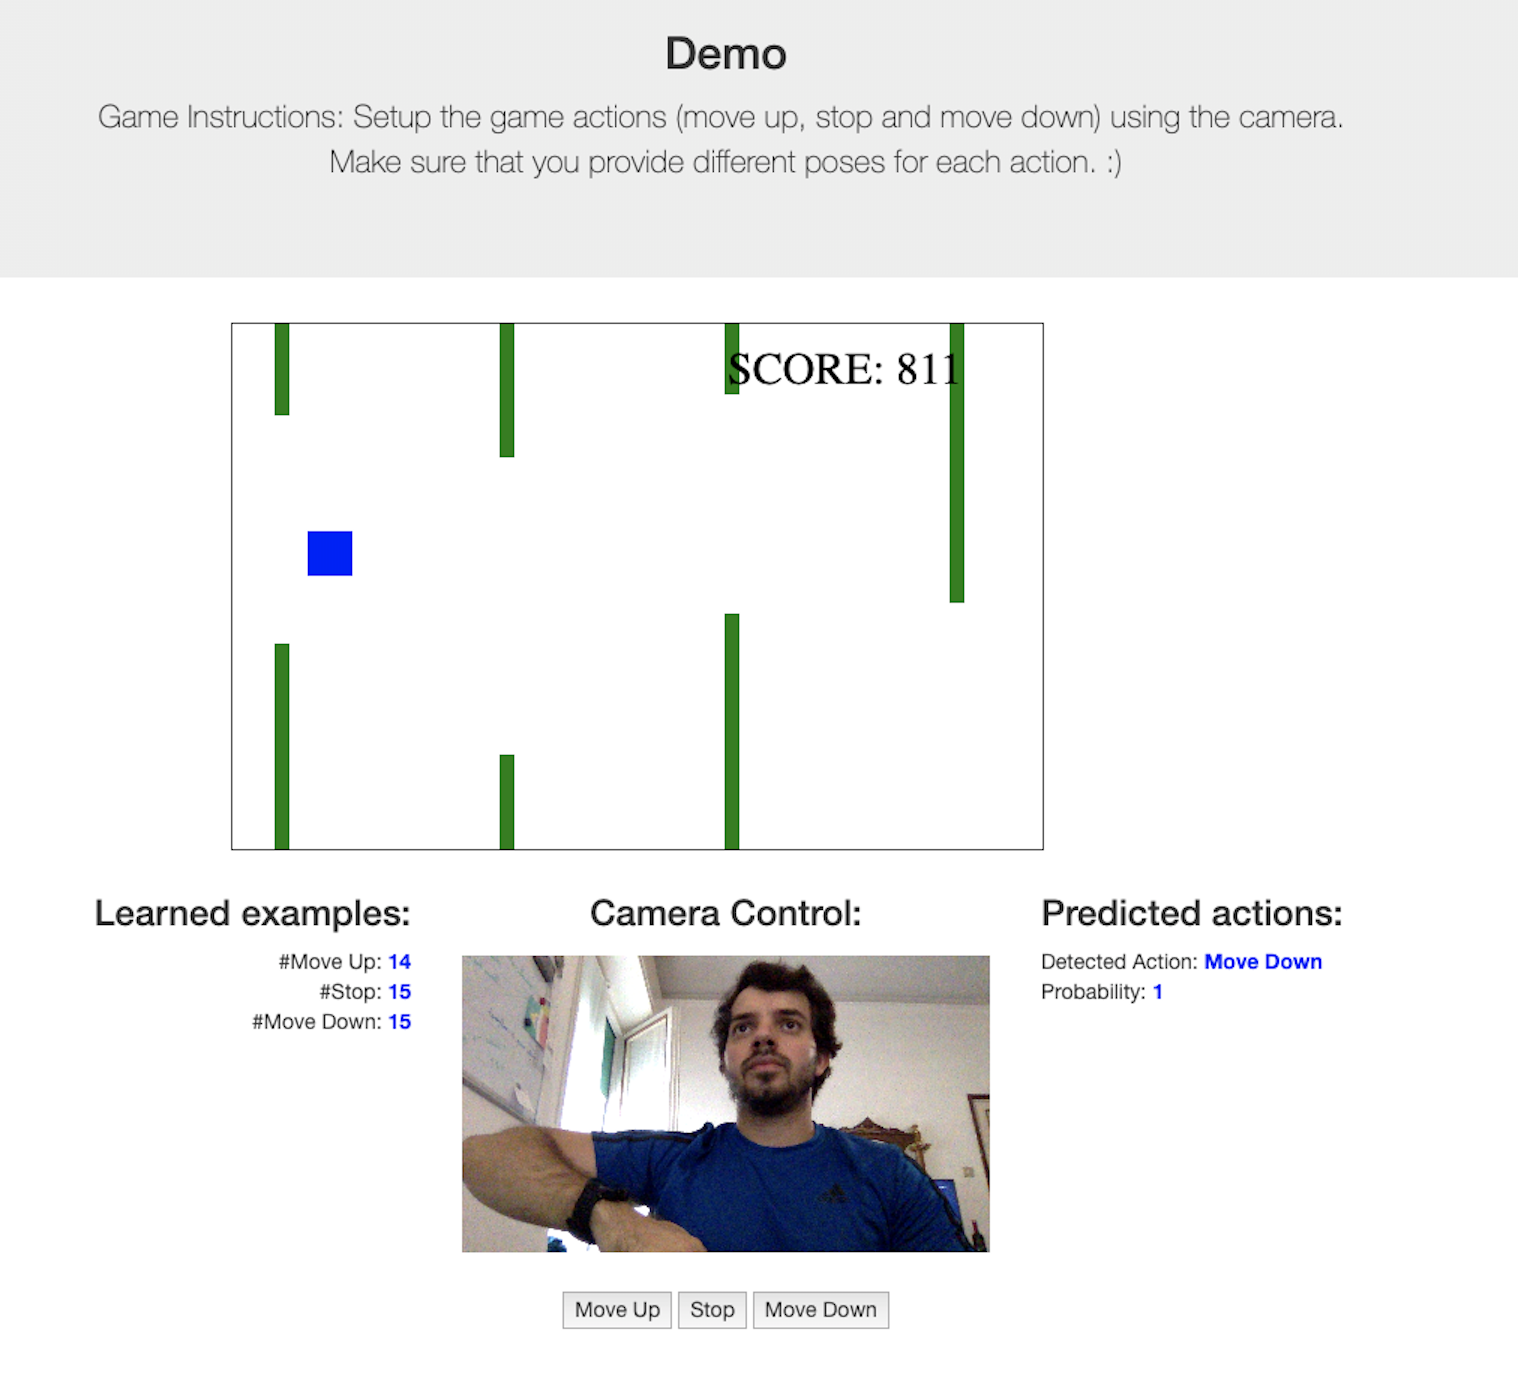 Demo
Game Instructions: Setup the game actions (move up, stop and move down) using the camera.
Make sure that you provide different poses for each action. :)
SCORE: 811
Learned examples:
#Move Up: 14
#Stop: 15
#Move Down: 15
Camera Control:
Predicted actions:
Detected Action: Move Down
Probability: 1
Move Up
Stop
Move Down